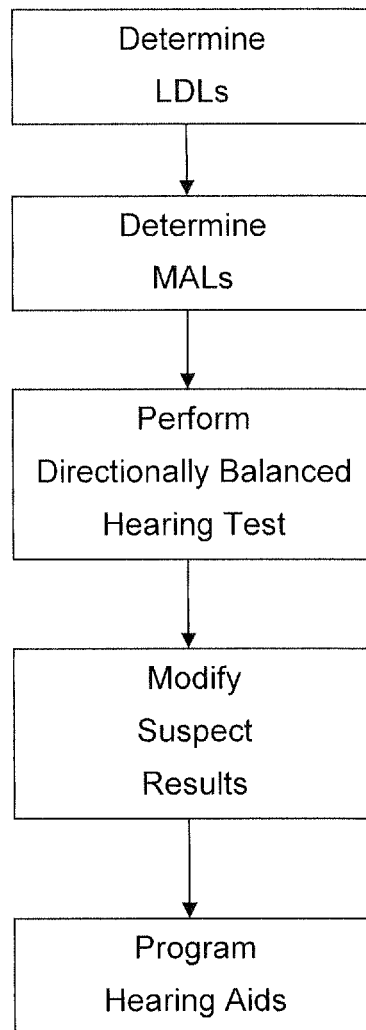 Determine
LDLs
Determine
MALs
Perform
Directionally Balanced
Hearing Test
Modify
Suspect
Results
Program
Hearing Aids